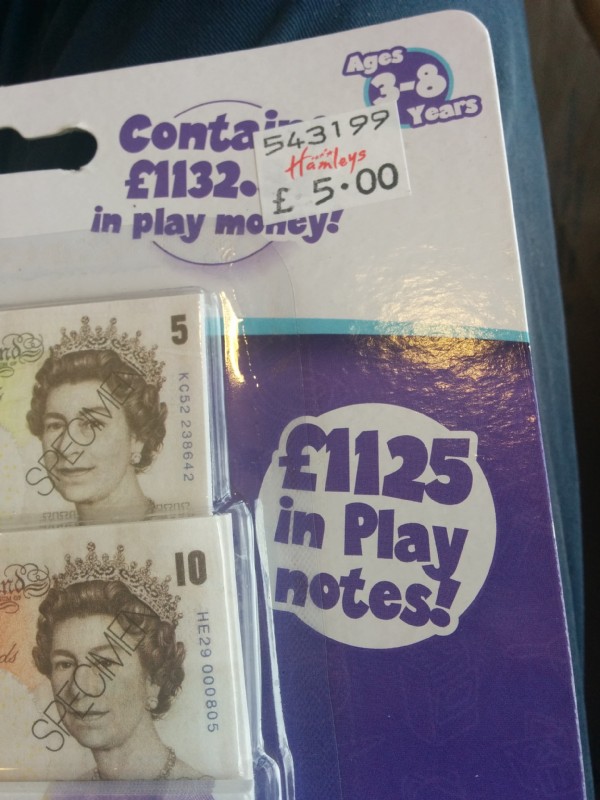 Ages
3-8
Years
£1132.
in play money!
543199
Hamleys
£ 5.00
5
KC52 238642
SPECIMEN
£1125
in Play
notes!
10
HE29 000805
SPECIMEN